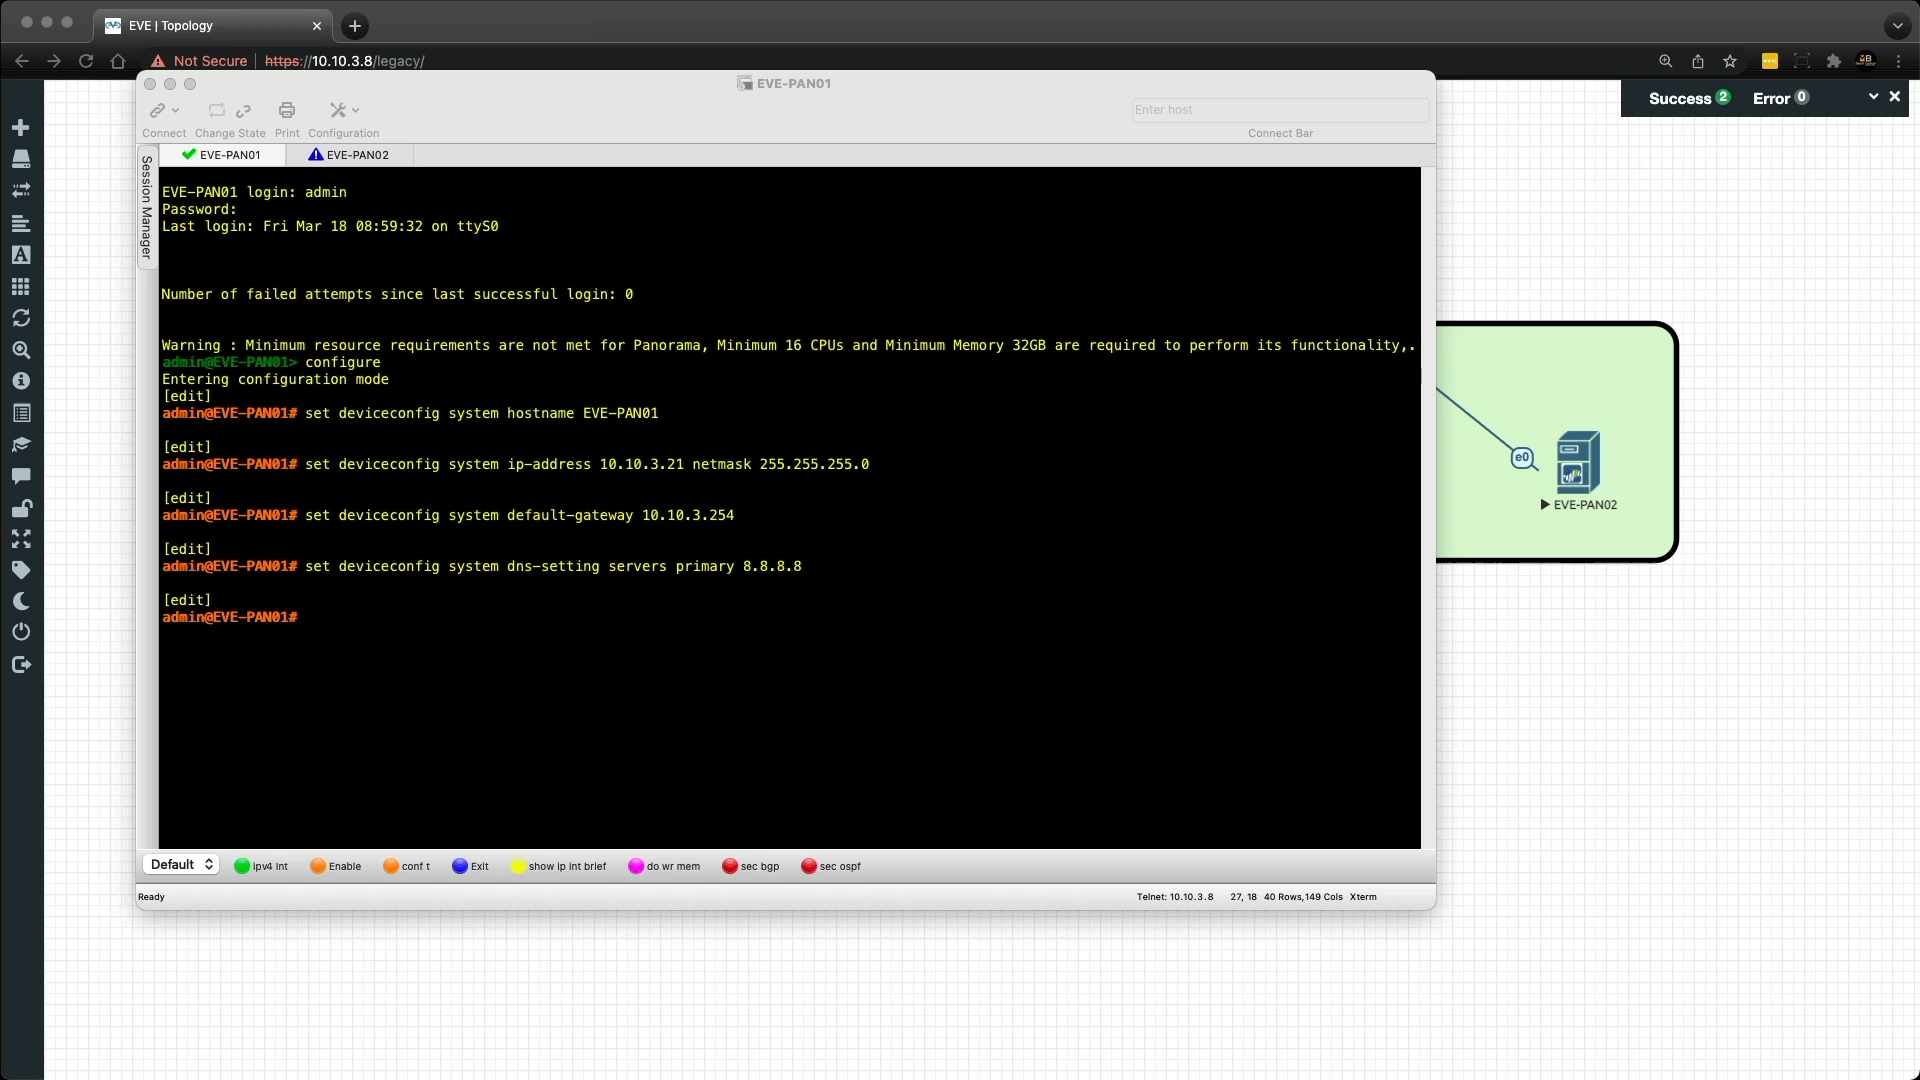 EVE | Topology
Not Secure https://10.10.3.8/legacy/
EVE-PAN01
Success 2 Error 0
Connect Change State Print Configuration
Enter host
Connect Bar
Session Manager
EVE-PAN01 EVE-PAN02
EVE-PAN01 login: admin
Password:
Last login: Fri Mar 18 08:59:32 on ttyS0
Number of failed attempts since last successful login: 0
Warning : Minimum resource requirements are not met for Panorama, Minimum 16 CPUs and Minimum Memory 32GB are required to perform its functionality,.
admin@EVE-PAN01> configure
Entering configuration mode
[edit]
admin@EVE-PAN01# set deviceconfig system hostname EVE-PAN01
[edit]
admin@EVE-PAN01# set deviceconfig system ip-address 10.10.3.21 netmask 255.255.255.0
[edit]
admin@EVE-PAN01# set deviceconfig system default-gateway 10.10.3.254
[edit]
admin@EVE-PAN01# set deviceconfig system dns-setting servers primary 8.8.8.8
[edit]
admin@EVE-PAN01#
e0
EVE-PAN02
Default ipv4 int Enable conf t Exit show ip int brief do wr mem sec bgp sec ospf
Ready
Telnet: 10.10.3.8 27, 18 40 Rows,149 Cols Xterm